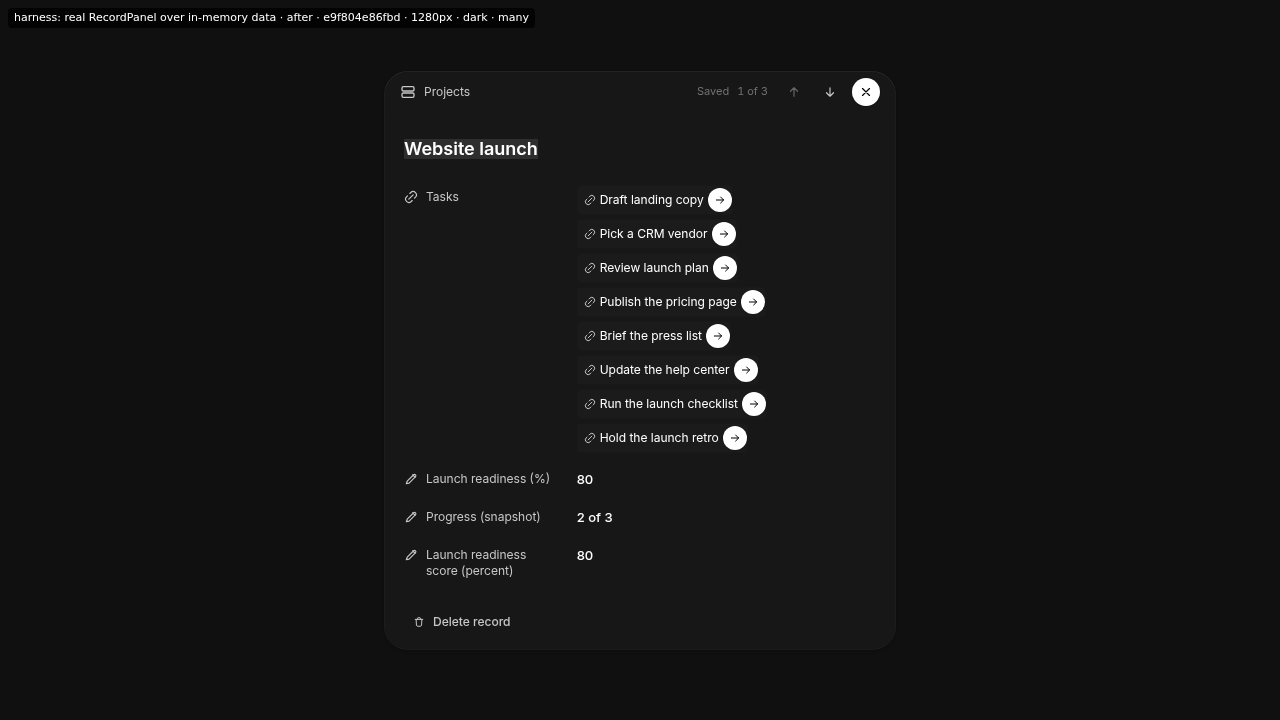 harness: real RecordPanel over in-memory data · after · e9f804e86fbd · 1280px · dark · many
Projects
Saved 1 of 3
Website launch
Tasks
Draft landing copy
Pick a CRM vendor
Review launch plan
Publish the pricing page
Brief the press list
Update the help center
Run the launch checklist
Hold the launch retro
Launch readiness (%) 80
Progress (snapshot) 2 of 3
Launch readiness 80
score (percent)
Delete record